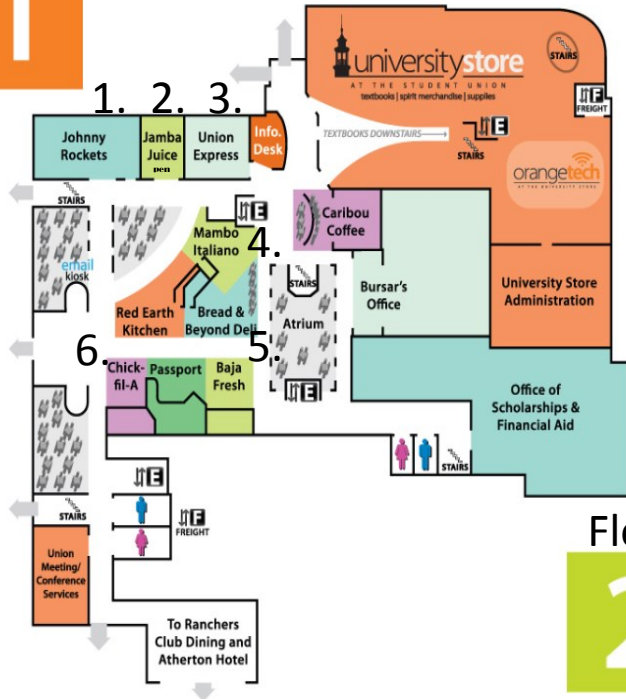 1
universitystore
AT THE STUDENT UNION
textbooks | spirit merchandise | supplies
STAIRS
F
FREIGHT
1. 2. 3.
Johnny
Rockets
Jamba
Juice
pen
Union
Express
Info.
Desk
TEXTBOOKS DOWNSTAIRS
E
STAIRS
orangetech
AT THE UNIVERSITY STORE
STAIRS
E
Mambo
Italiano
4.
Caribou
Coffee
email
kiosk
STAIRS
Bursar's
Office
University Store
Administration
Red Earth
Kitchen
Bread &
Beyond Deli
Atrium
5.
6.
Chick-
fil-A
Passport
Baja
Fresh
E
Office of
Scholarships &
Financial Aid
STAIRS
E
STAIRS
F
FREIGHT
Union
Meeting/
Conference
Services
To Ranchers
Club Dining and
Atherton Hotel
Flo
2